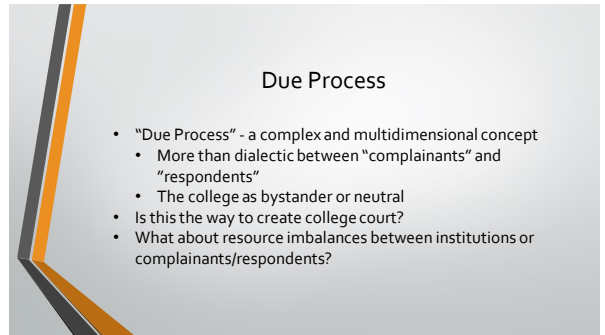 Due Process
• “Due Process” - a complex and multidimensional concept
• More than dialectic between “complainants” and
”respondents”
• The college as bystander or neutral
• Is this the way to create college court?
• What about resource imbalances between institutions or
complainants/respondents?